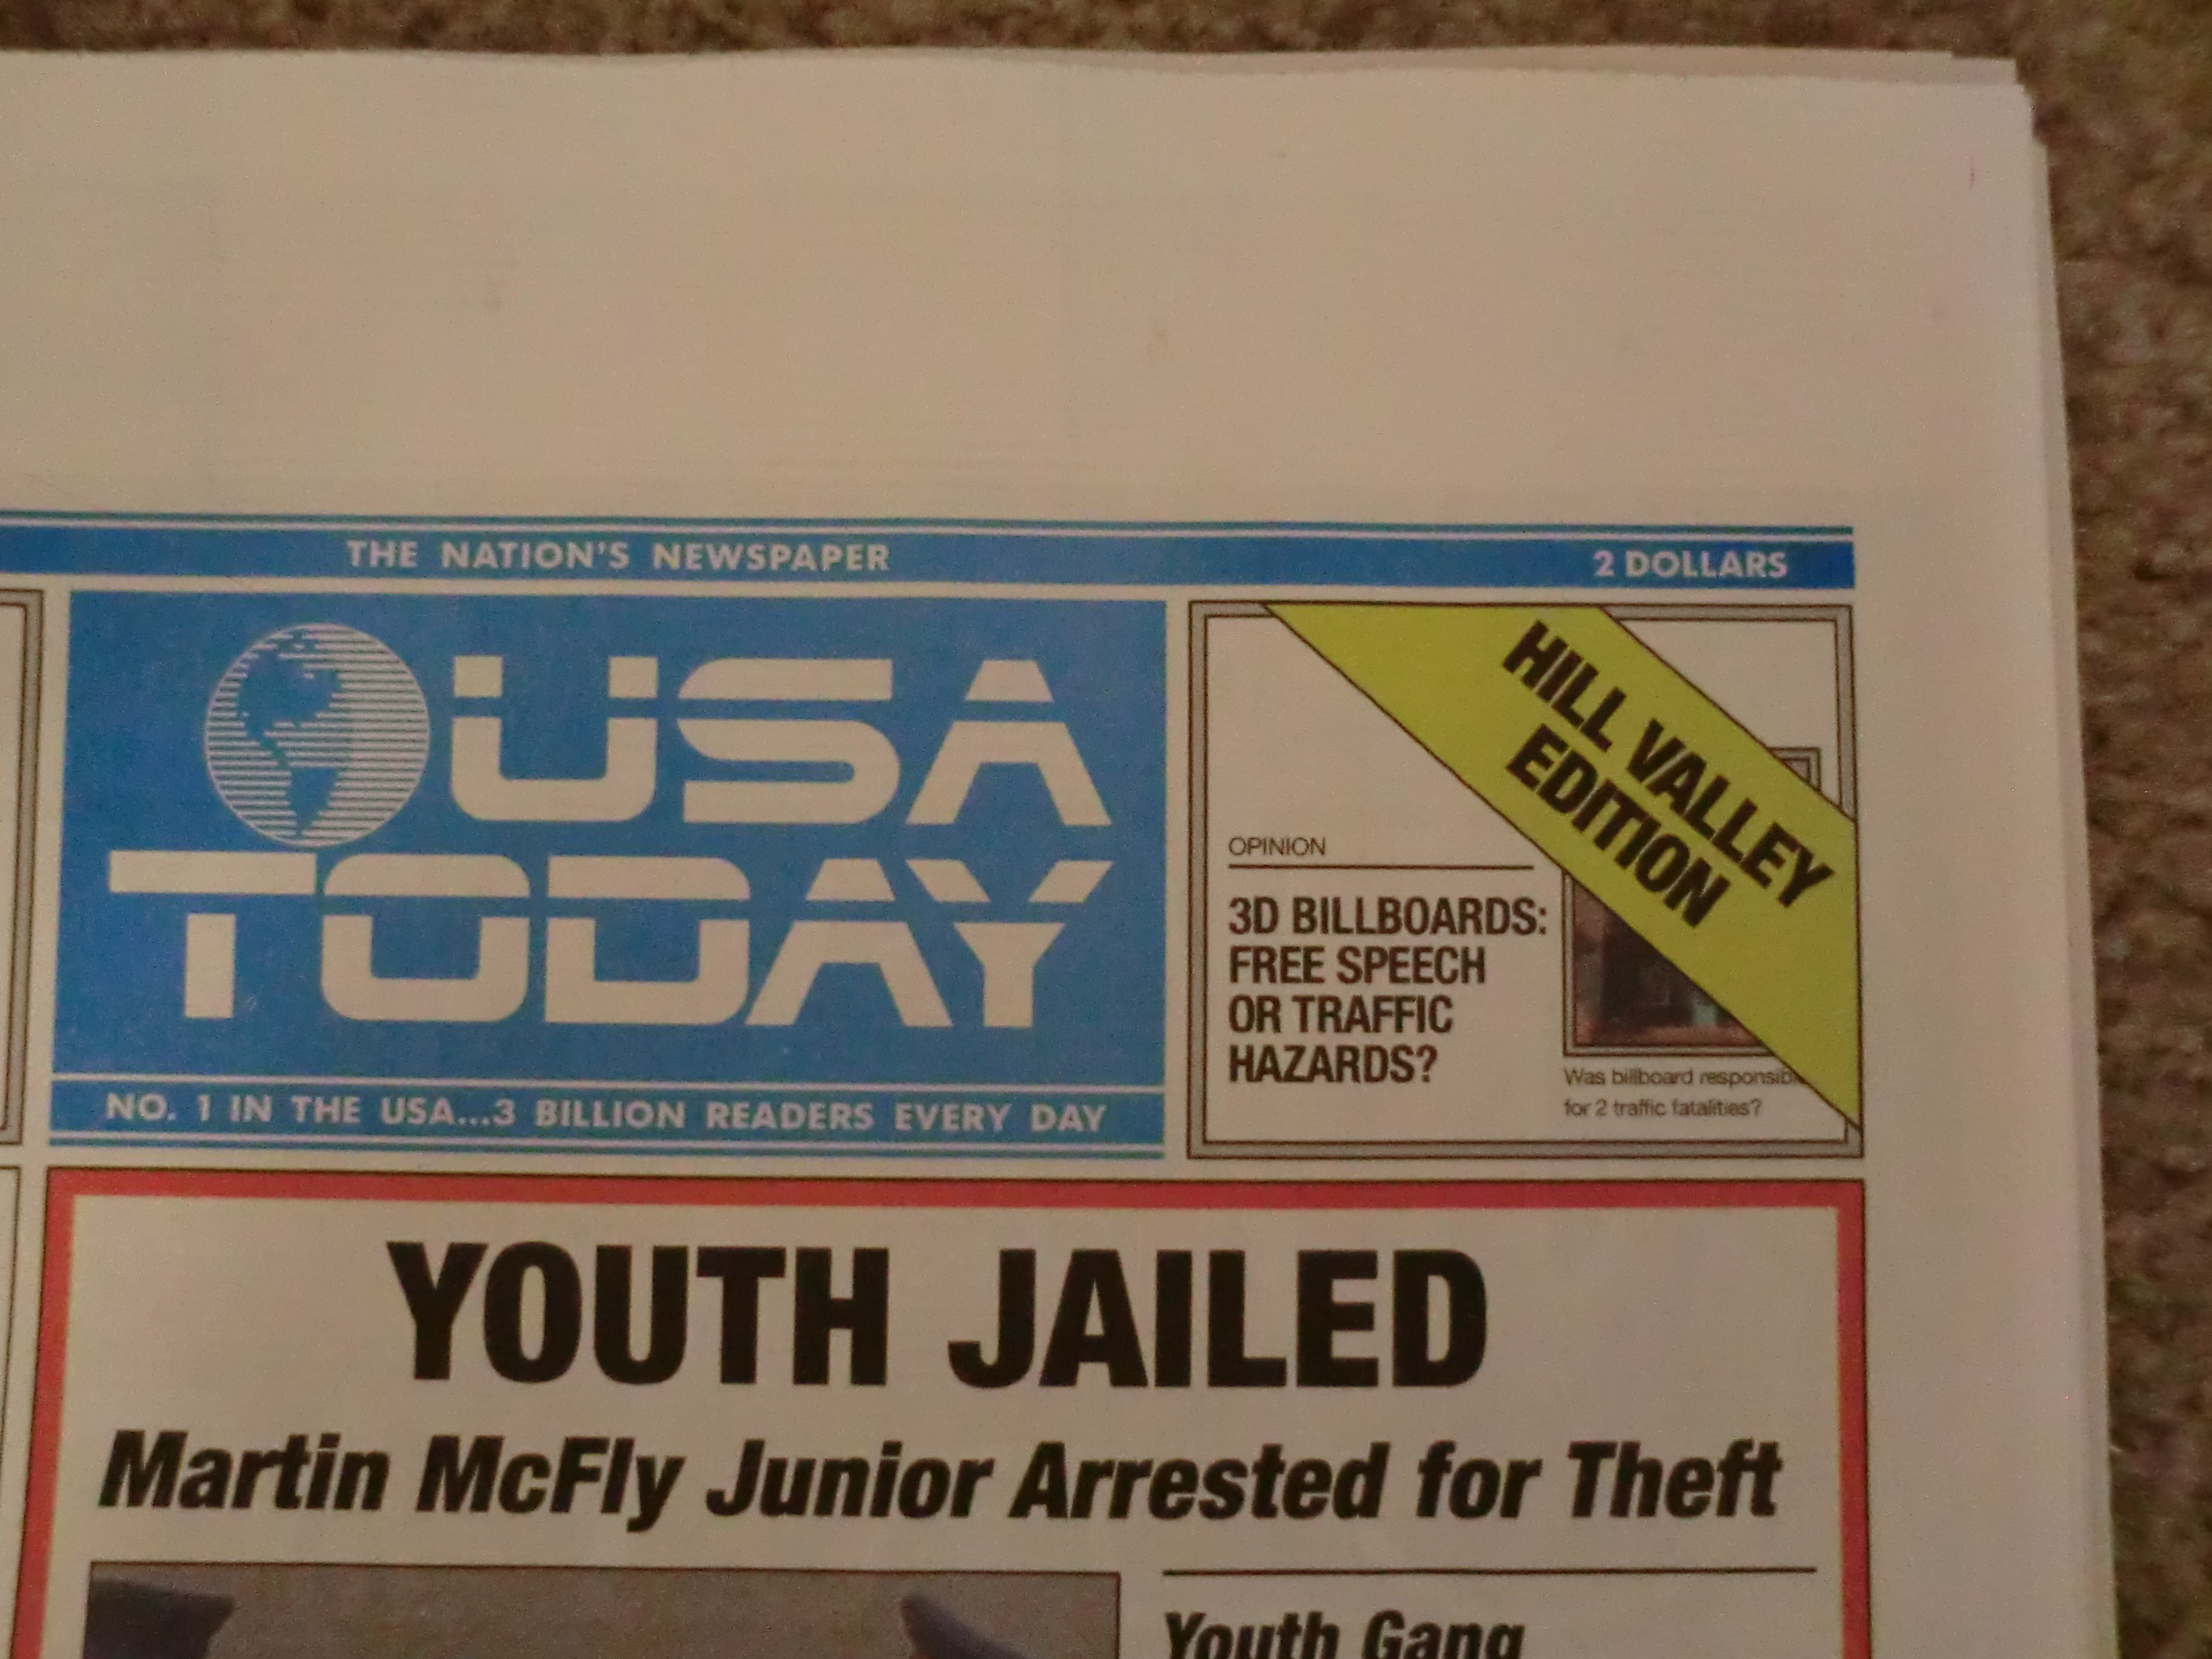 THE NATION'S NEWSPAPER
2 DOLLARS
USA
TODAY
NO. 1 IN THE USA...3 BILLION READERS EVERY DAY
HILL VALLEY
EDITION
OPINION
3D BILLBOARDS:
FREE SPEECH
OR TRAFFIC
HAZARDS?
Was billboard responsible
for 2 traffic fatalities?
YOUTH JAILED
Martin McFly Junior Arrested for Theft
Youth Gang